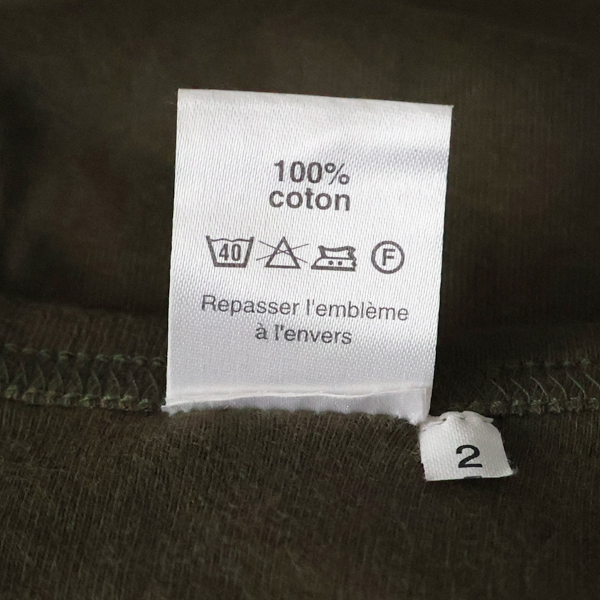 100%
coton
40 F
Repasser l'emblème
à l'envers
2